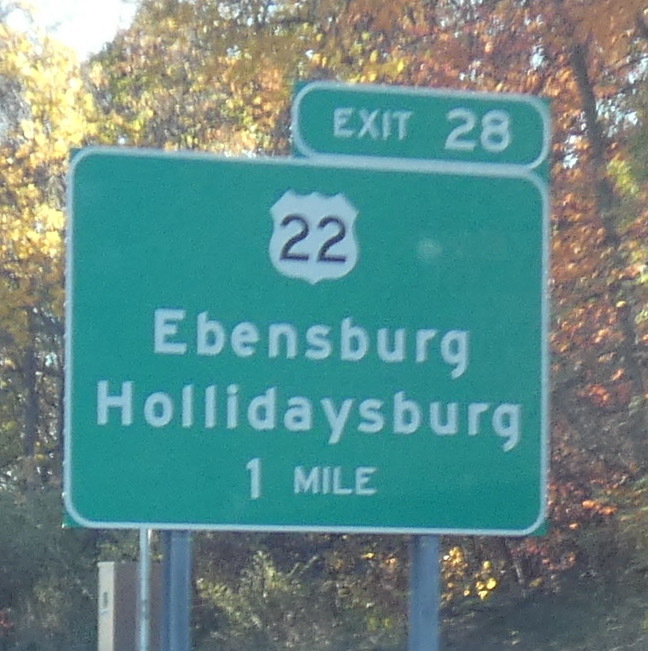 EXIT 28
22
Ebensburg
Hollidaysburg
1 MILE